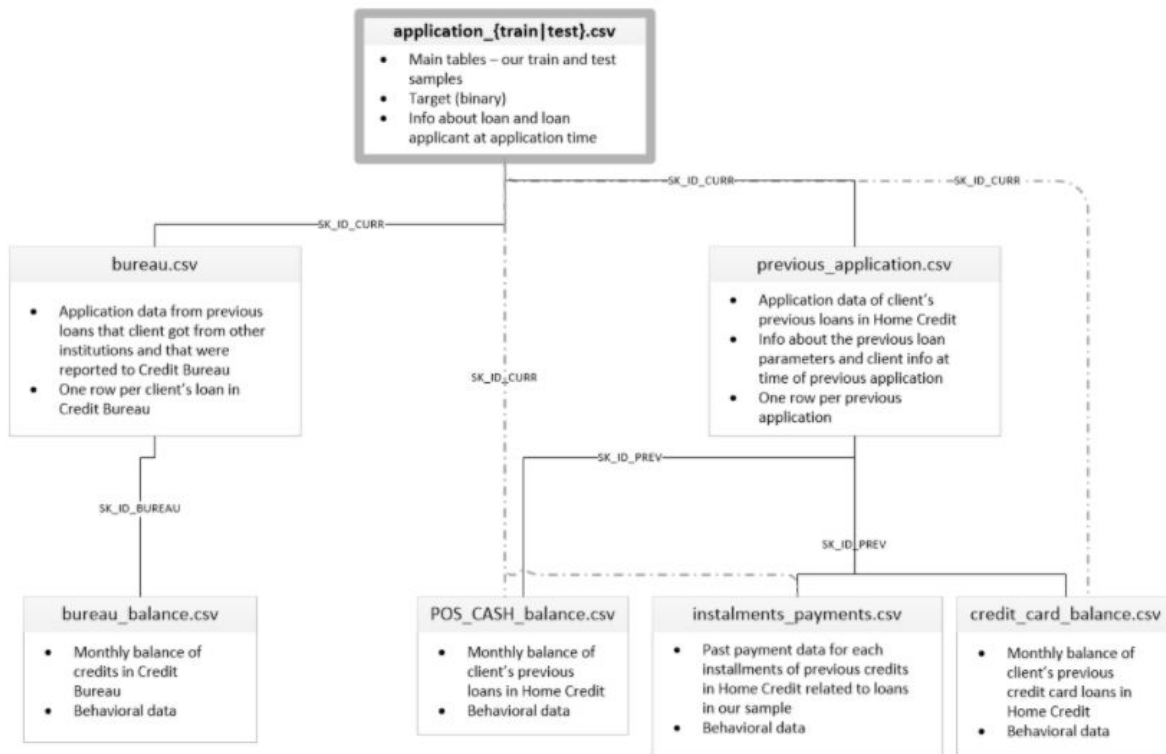 application_{train|test}.csv
• Main tables – our train and test
samples
• Target (binary)
• Info about loan and loan
applicant at application time
SK_ID_CURR
SK_ID_CURR
SK_ID_CURR
bureau.csv
• Application data from previous
loans that client got from other
institutions and that were
reported to Credit Bureau
• One row per client's loan in
Credit Bureau
previous_application.csv
• Application data of client's
previous loans in Home Credit
• Info about the previous loan
parameters and client info at
time of previous application
• One row per previous
application
SK_ID_CURR
SK_ID_PREV
SK_ID_BUREAU
SK_ID_PREV
bureau_balance.csv
• Monthly balance of
credits in Credit
Bureau
• Behavioral data
POS_CASH_balance.csv
• Monthly balance of
client's previous
loans in Home Credit
• Behavioral data
instalments_payments.csv
• Past payment data for each
installments of previous credits
in Home Credit related to loans
in our sample
• Behavioral data
credit_card_balance.csv
• Monthly balance of
client's previous
credit card loans in
Home Credit
• Behavioral data